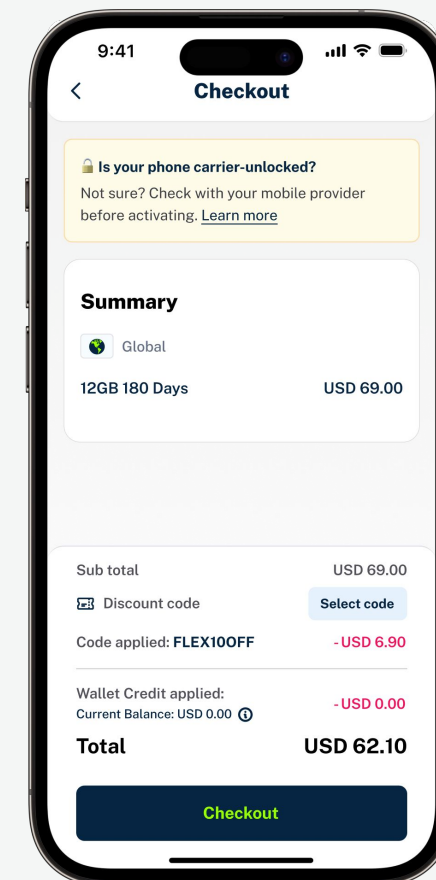 9:41
Checkout
Is your phone carrier-unlocked?
Not sure? Check with your mobile provider
before activating. Learn more
Summary
Global
12GB 180 Days USD 69.00
Sub total USD 69.00
Discount code Select code
Code applied: FLEX10OFF - USD 6.90
Wallet Credit applied:
Current Balance: USD 0.00 - USD 0.00
Total USD 62.10
Checkout